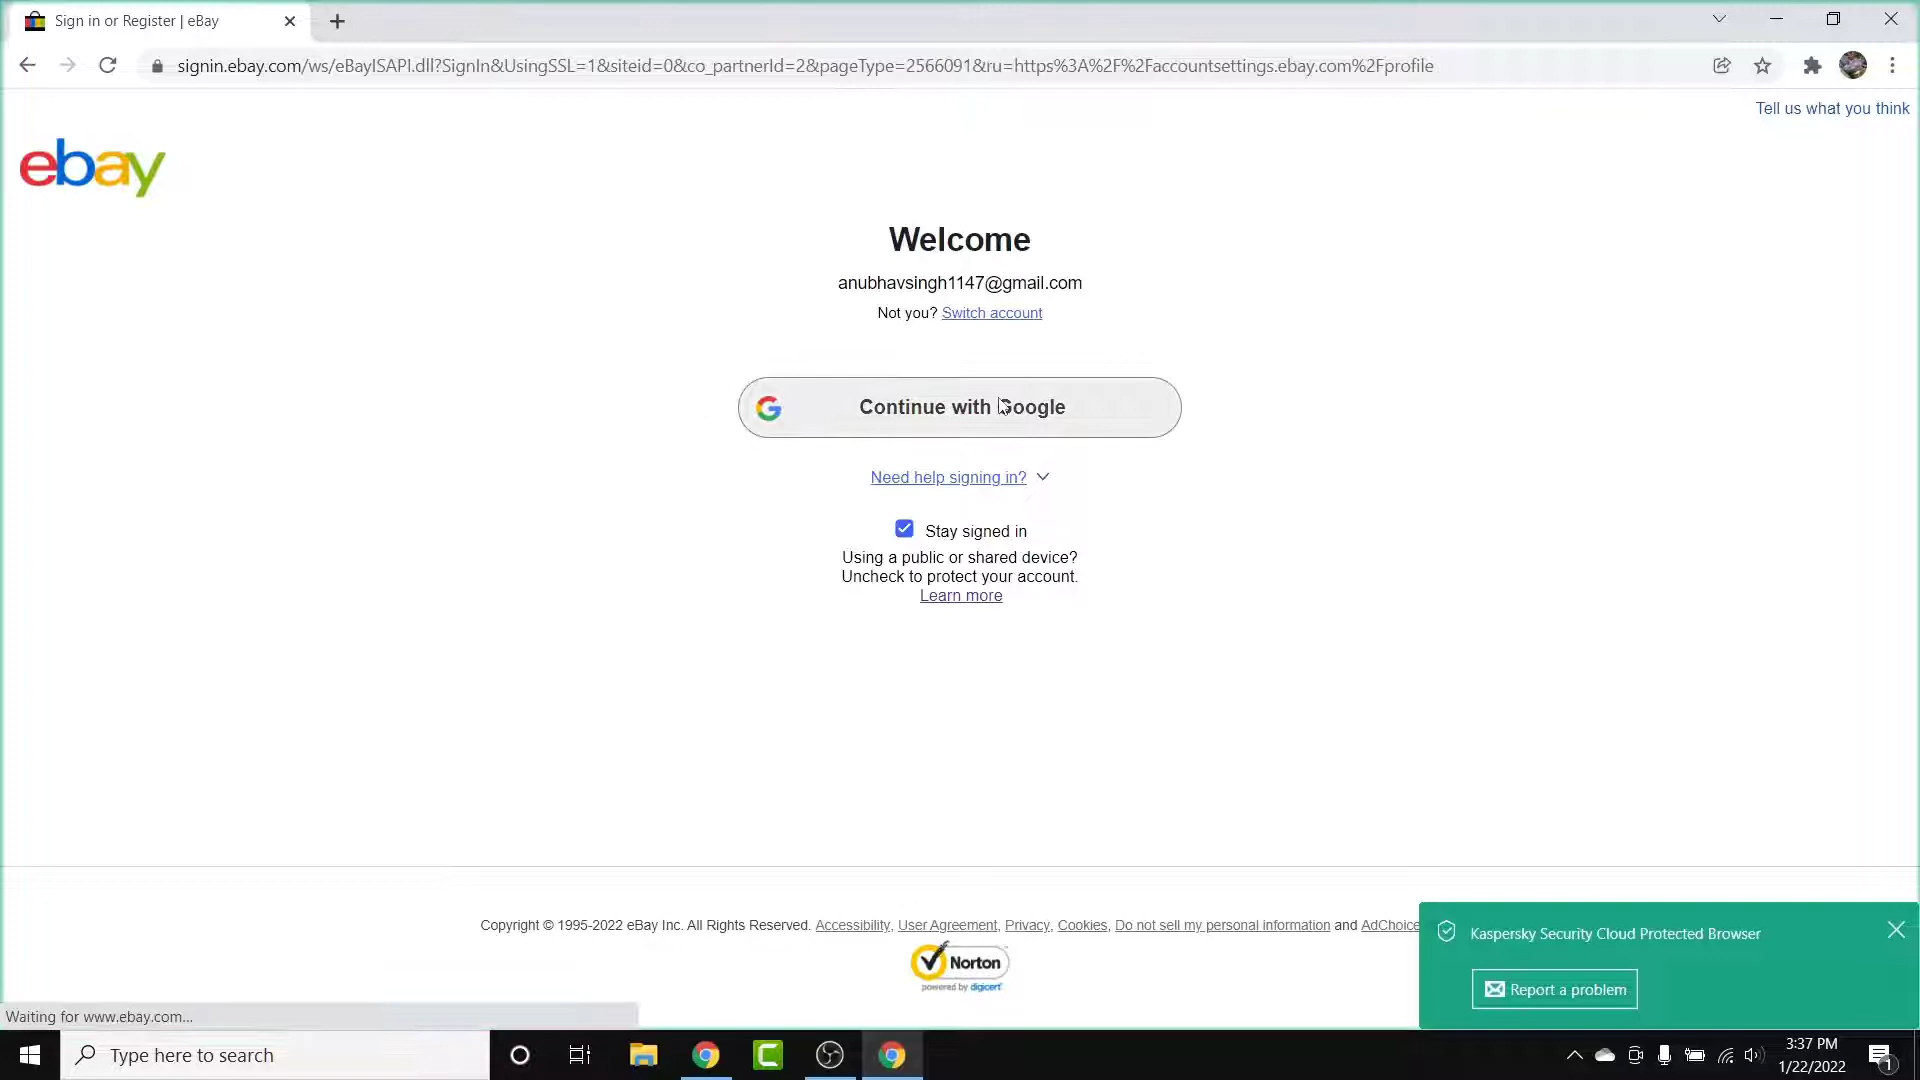 Sign in or Register | eBay
signin.ebay.com/ws/eBayISAPI.dll?SignIn&UsingSSL=1&siteid=0&co_partnerId=2&pageType=2566091&ru=https%3A%2F%2Faccountsettings.ebay.com%2Fprofile
Tell us what you think
ebay
Welcome
anubhavsingh1147@gmail.com
Not you? Switch account
Continue with Google
Need help signing in?
Stay signed in
Using a public or shared device?
Uncheck to protect your account.
Learn more
Copyright © 1995-2022 eBay Inc. All Rights Reserved. Accessibility, User Agreement, Privacy, Cookies, Do not sell my personal information and AdChoice
Norton
powered by digicert
Kaspersky Security Cloud Protected Browser
Report a problem
Waiting for www.ebay.com...
Type here to search
3:37 PM
1/22/2022
1